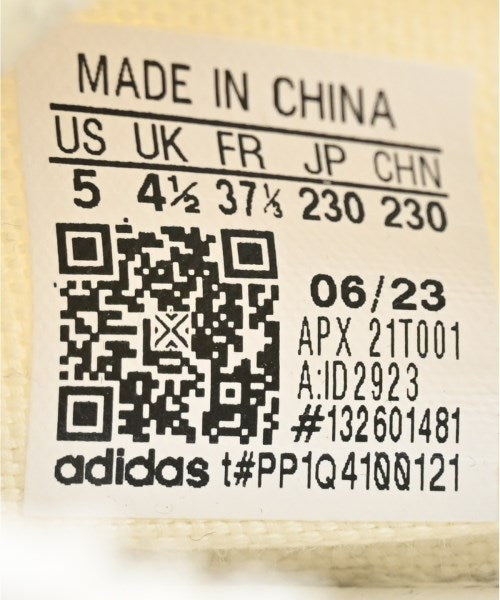 MADE IN CHINA
US UK FR JP CHN
5 4½ 37⅓ 230 230
06/23
APX 21T001
A:ID2923
#132601481
adidas t#PP1Q4100121